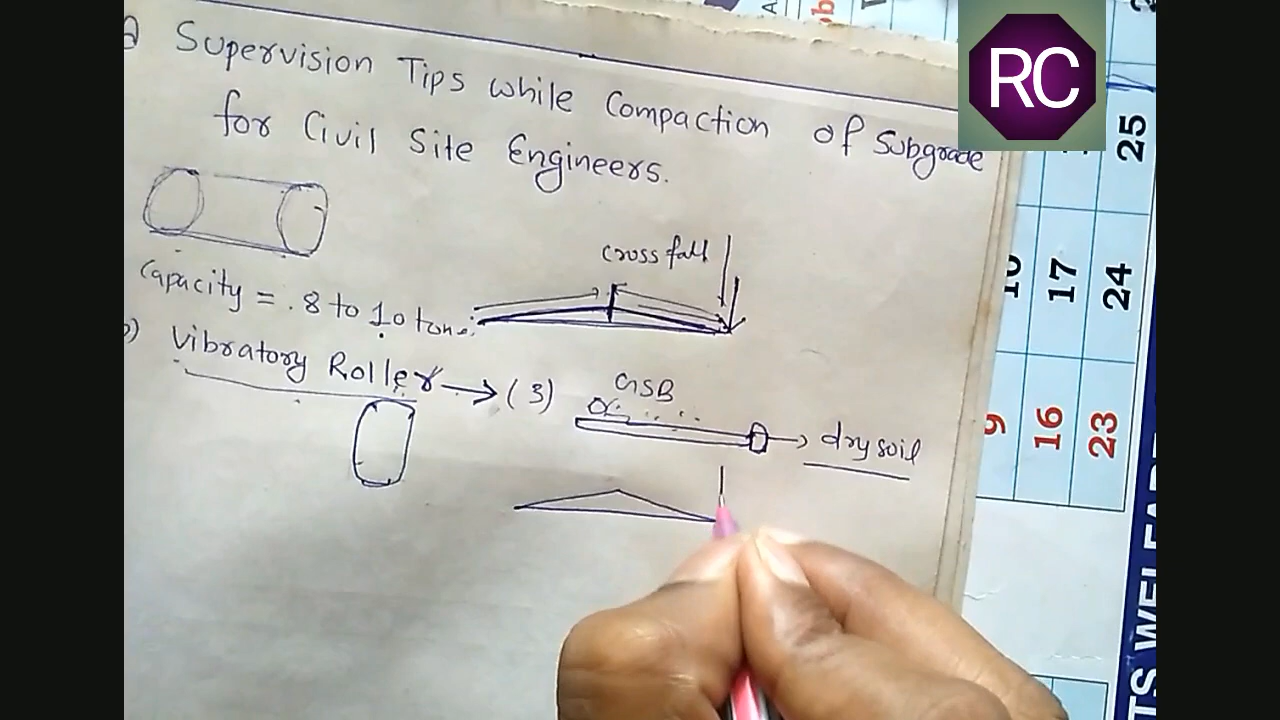 a) Supervision Tips while Compaction of Subgrade
for Civil Site Engineers.
Cross fall
Capacity = .8 to 10 tons.
b) Vibratory Roller → (3)
GSB
dry soil
RC
25
17
24
9
16
23